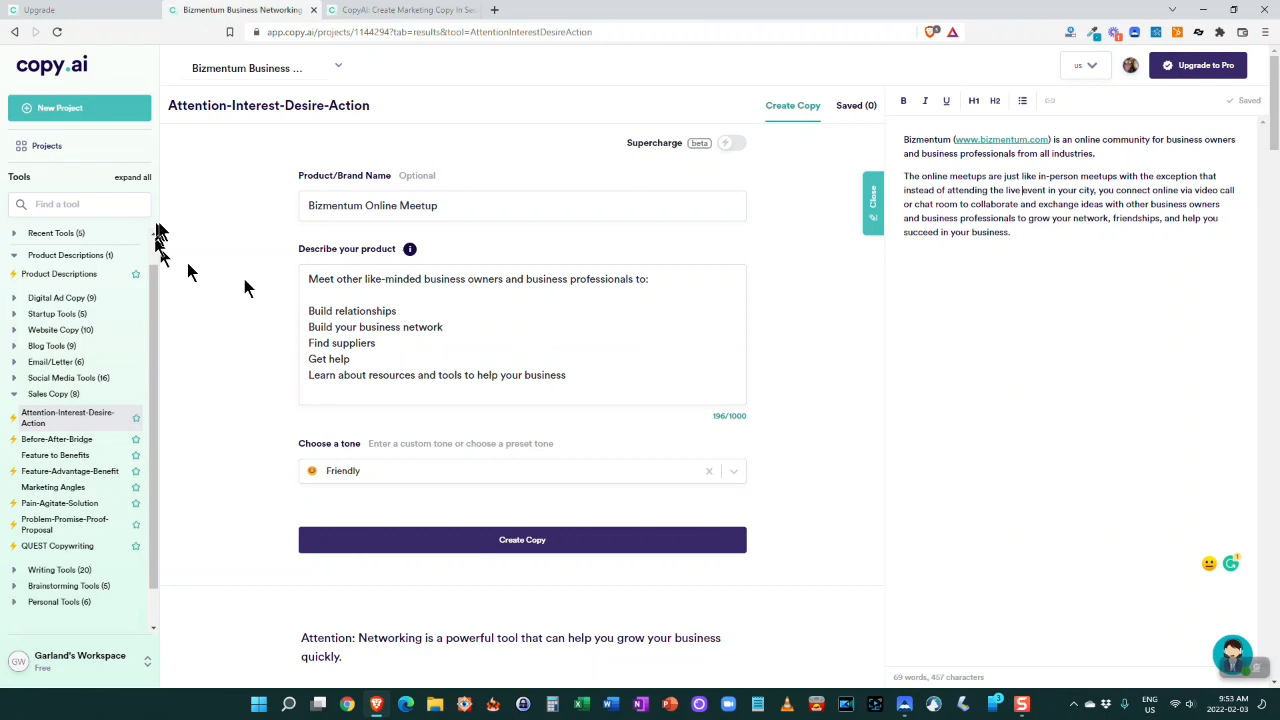 Upgrade
Bizmentum Business Networking
CopyAi: Create Marketing Copy In Sec
app.copy.ai/projects/1144294?tab=results&tool=AttentionInterestDesireAction
copy.ai
Bizmentum Business ...
us
Upgrade to Pro
New Project
Attention-Interest-Desire-Action
Create Copy
Saved (0)
B I U H1 H2
Saved
Projects
Supercharge beta
Tools
expand all
Find a tool
Recent Tools (5)
Product Descriptions (1)
Product Descriptions
Digital Ad Copy (9)
Startup Tools (5)
Website Copy (10)
Blog Tools (9)
Email/Letter (6)
Social Media Tools (16)
Sales Copy (8)
Attention-Interest-Desire-
Action
Before-After-Bridge
Feature to Benefits
Feature-Advantage-Benefit
Marketing Angles
Pain-Agitate-Solution
Problem-Promise-Proof-
Proposal
QUEST Copywriting
Writing Tools (20)
Brainstorming Tools (5)
Personal Tools (6)
GW
Garland's Workspace
Free
Product/Brand Name Optional
Bizmentum Online Meetup
Describe your product i
Meet other like-minded business owners and business professionals to:
Build relationships
Build your business network
Find suppliers
Get help
Learn about resources and tools to help your business
196/1000
Choose a tone Enter a custom tone or choose a preset tone
Friendly
Create Copy
Attention: Networking is a powerful tool that can help you grow your business
quickly.
Close
Bizmentum (www.bizmentum.com) is an online community for business owners
and business professionals from all industries.
The online meetups are just like in-person meetups with the exception that
instead of attending the live event in your city, you connect online via video call
or chat room to collaborate and exchange ideas with other business owners
and business professionals to grow your network, friendships, and help you
succeed in your business.
69 words, 457 characters
ENG
US
9:53 AM
2022-02-03